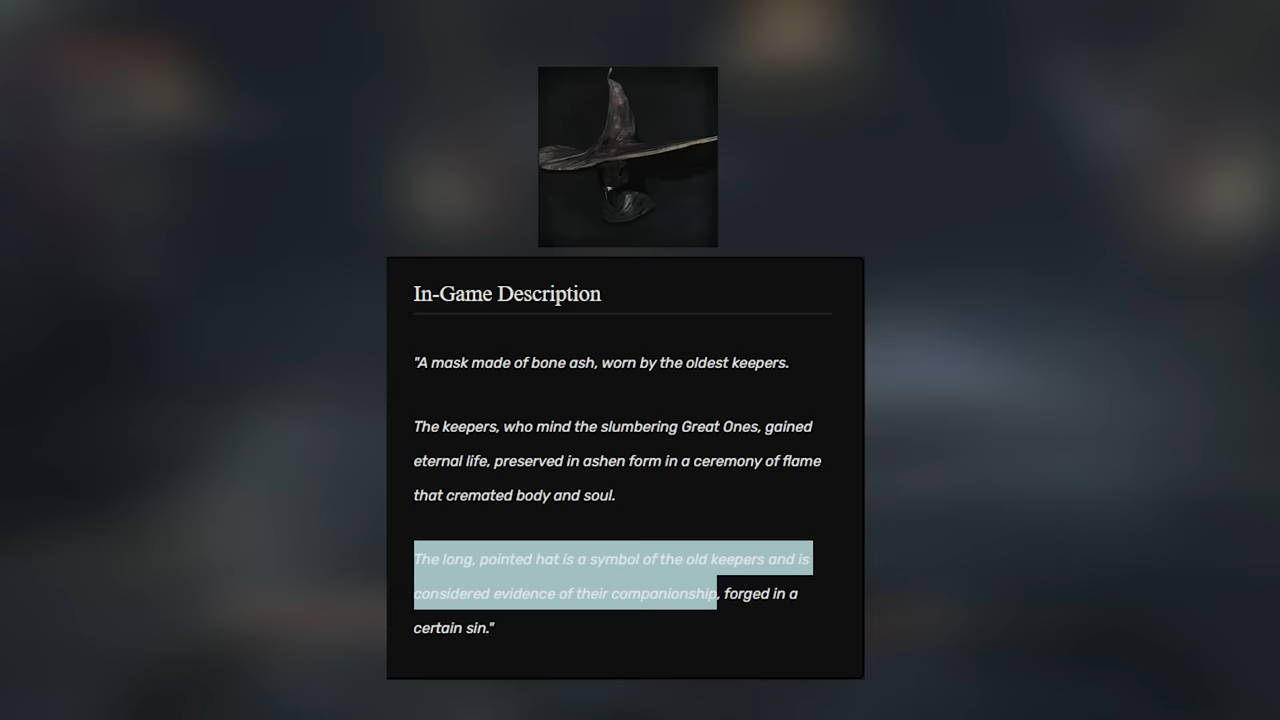 In-Game Description
"A mask made of bone ash, worn by the oldest keepers.
The keepers, who mind the slumbering Great Ones, gained
eternal life, preserved in ashen form in a ceremony of flame
that cremated body and soul.
The long, pointed hat is a symbol of the old keepers and is
considered evidence of their companionship, forged in a
certain sin."